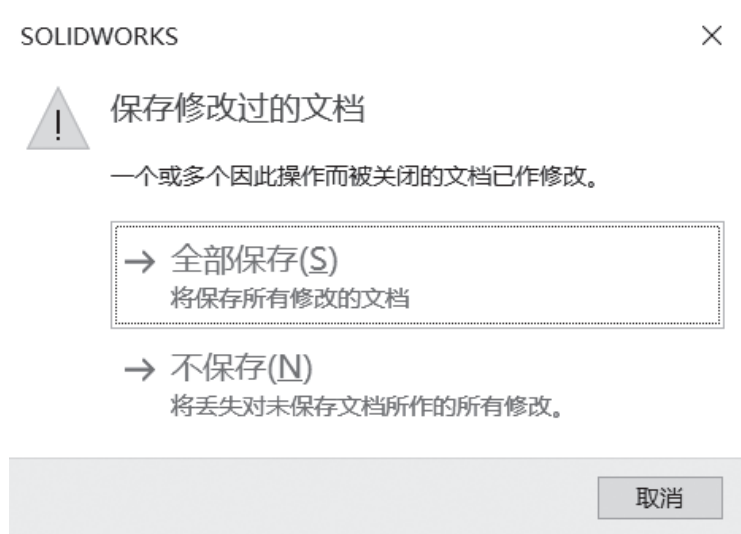 SOLIDWORKS
保存修改过的文档
一个或多个因此操作而被关闭的文档已作修改。
→ 全部保存(S)
将保存所有修改的文档
→ 不保存(N)
将丢失对未保存文档所作的所有修改。
取消